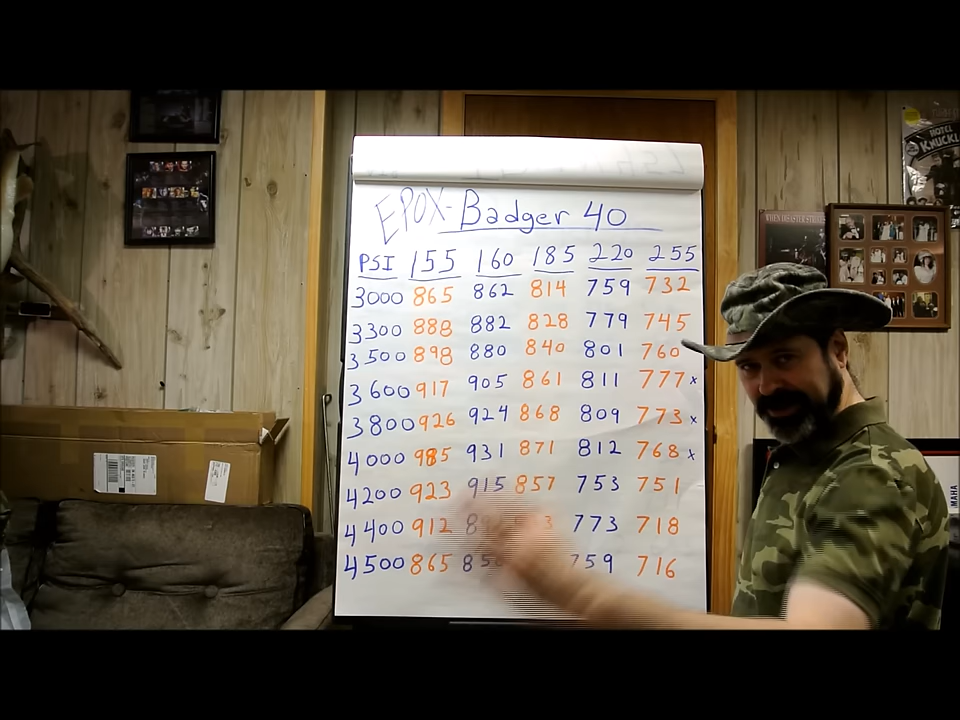 EPOX-Badger 40
PSI 155 160 185 220 255
3000 865 862 814 759 732
3300 888 882 828 779 745
3500 898 880 840 801 760
3600 917 905 861 811 777 x
3800 926 924 868 809 773 x
4000 931 871 812 768 x
4200 923 915 857 753 751
4400 912 773 718
4500 865 759 716
HOTEL